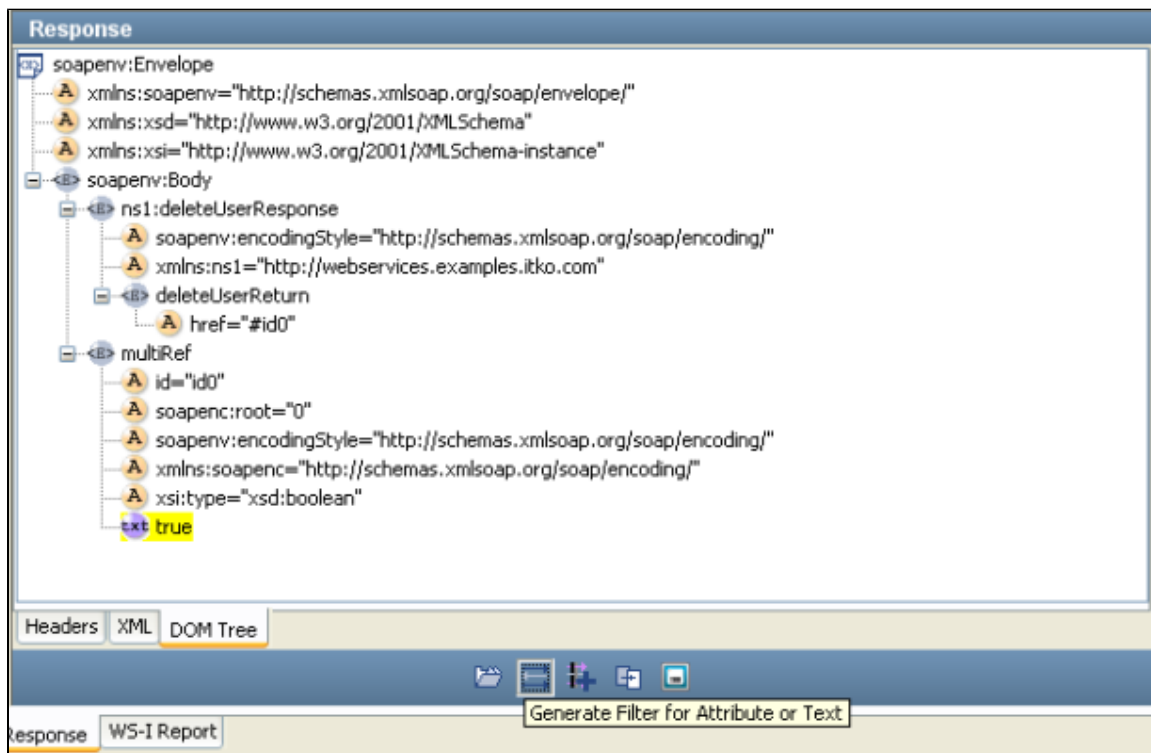 Response
soapenv:Envelope
A xmlns:soapenv="http://schemas.xmlsoap.org/soap/envelope/"
A xmlns:xsd="http://www.w3.org/2001/XMLSchema"
A xmlns:xsi="http://www.w3.org/2001/XMLSchema-instance"
<E> soapenv:Body
<E> ns1:deleteUserResponse
A soapenv:encodingStyle="http://schemas.xmlsoap.org/soap/encoding/"
A xmlns:ns1="http://webservices.examples.itko.com"
<E> deleteUserReturn
A href="#id0"
<E> multiRef
A id="id0"
A soapenc:root="0"
A soapenv:encodingStyle="http://schemas.xmlsoap.org/soap/encoding/"
A xmlns:soapenc="http://schemas.xmlsoap.org/soap/encoding/"
A xsi:type="xsd:boolean"
txt true
Headers XML DOM Tree
Generate Filter for Attribute or Text
Response WS-I Report